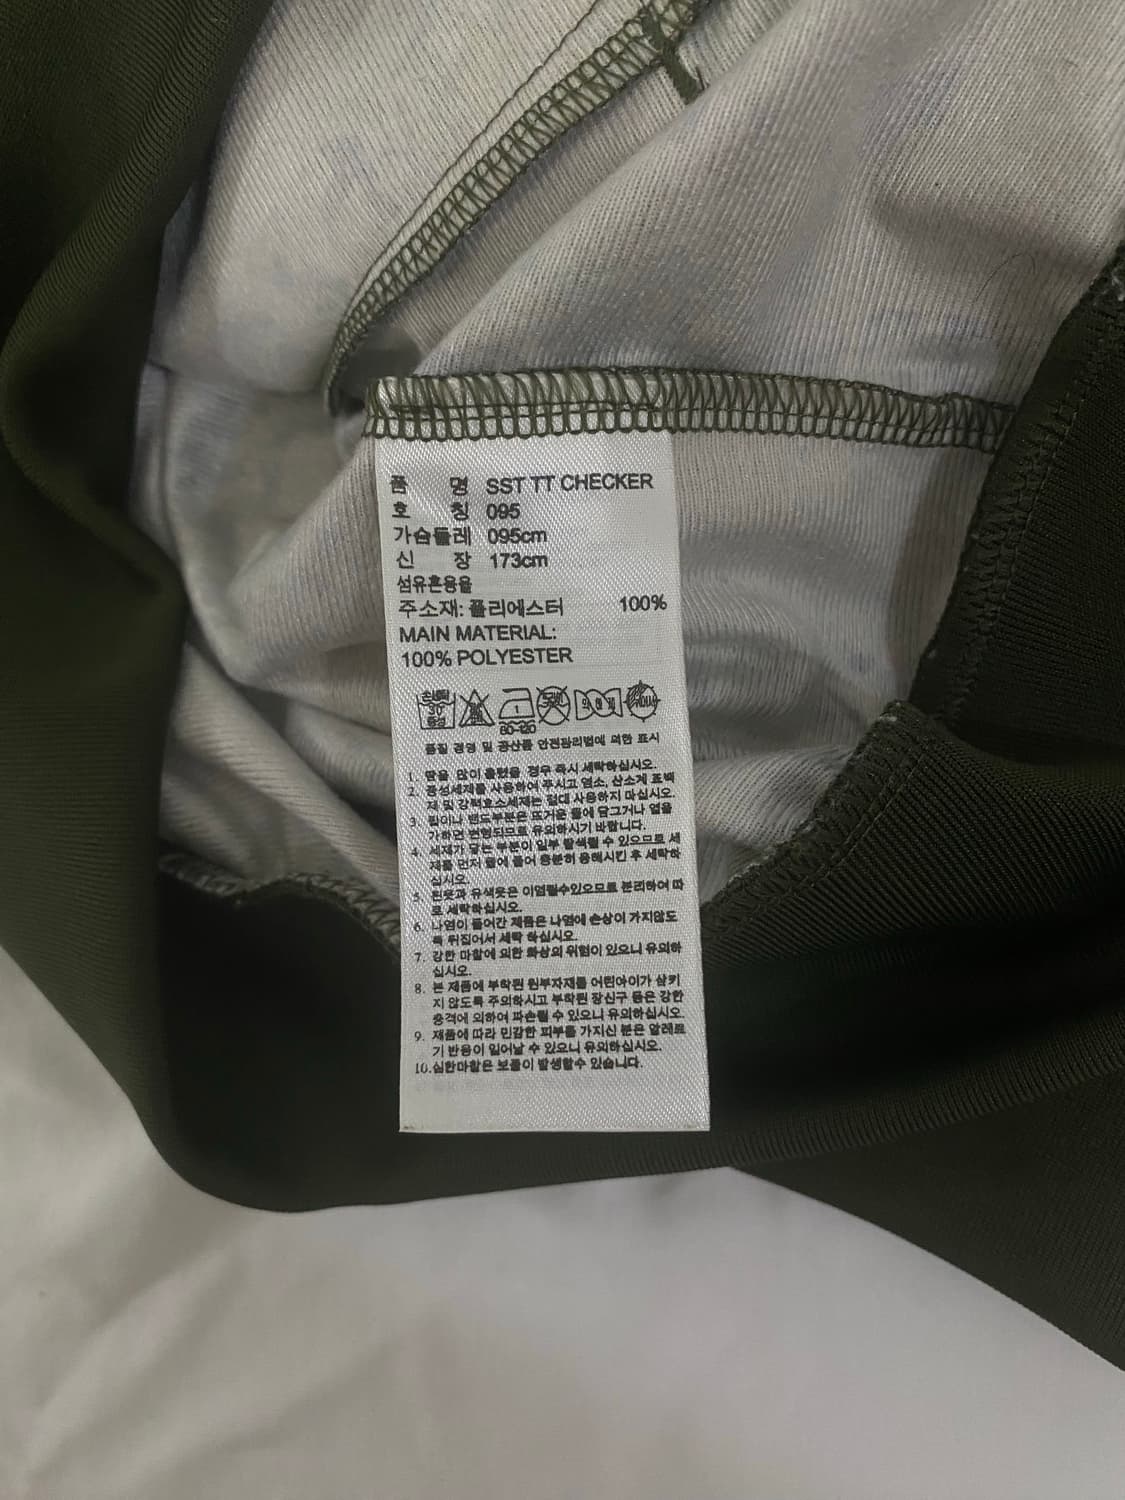 품 명 SST TT CHECKER
호 칭 095
가슴둘레 095cm
신 장 173cm
섬유혼용율
주소재: 폴리에스터 100%
MAIN MATERIAL:
100% POLYESTER
손세탁
30
중성
1
80-120
드라이
약 하 게
품질 경영 및 공산품 안전관리법에 의한 표시
1. 땀을 많이 흘렸을 경우 즉시 세탁하십시오.
2. 중성세제를 사용하여 주시고 염소, 산소계 표백
제 및 강력효소세제는 절대 사용하지 마십시오.
3. 립이나 밴드부분은 뜨거운 물에 담그거나 열을
가하면 변형되므로 유의하시기 바랍니다.
4. 세제가 닿는 부분이 일부 탈색될 수 있으므로 세
제를 먼저 물에 풀어 충분히 용해시킨 후 세탁하
십시오.
5. 흰옷과 유색옷은 이염될수있으므로 분리하여 따
로 세탁하십시오.
6. 나염이 들어간 제품은 나염에 손상이 가지않도
록 뒤집어서 세탁 하십시오.
7. 강한 마찰에 의한 화상의 위험이 있으니 유의하
십시오.
8. 본 제품에 부착된 원부자재를 어린아이가 삼키
지 않도록 주의하시고 부착된 장신구 등은 강한
충격에 의하여 파손될 수 있으니 유의하십시오.
9. 제품에 따라 민감한 피부를 가지신 분은 알레르
기 반응이 일어날 수 있으니 유의하십시오.
10.심한마찰은 보풀이 발생할수 있습니다.